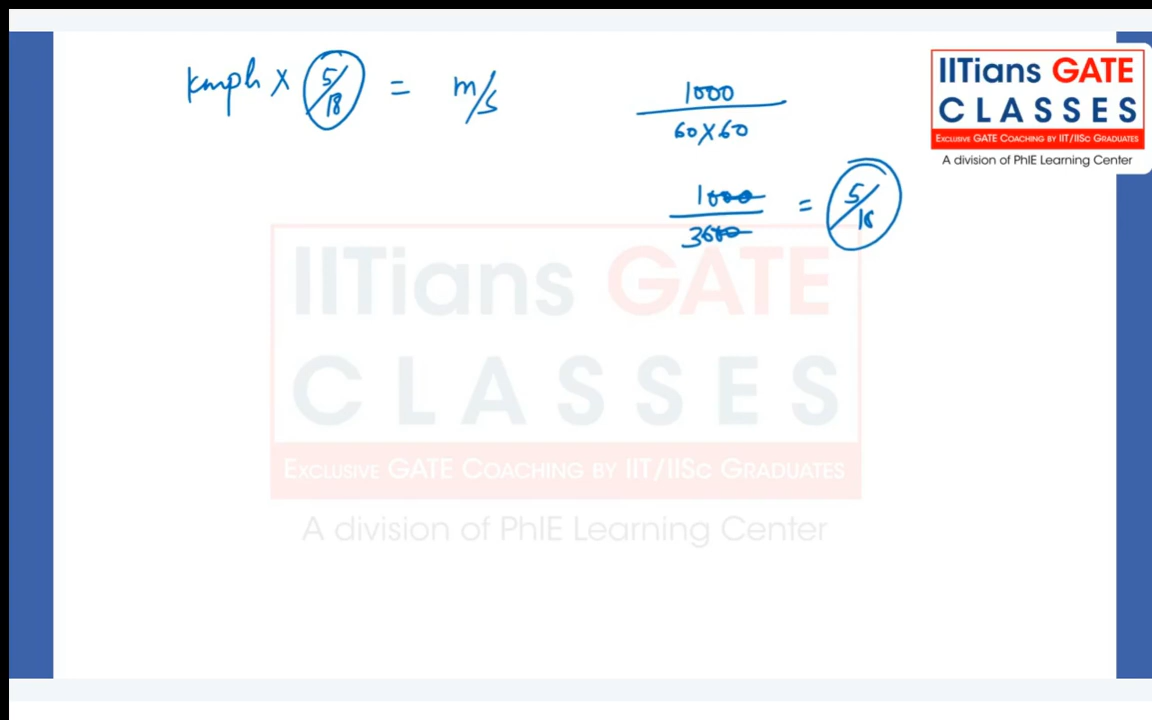 kmph × 5/18 = m/s
1000
60×60
1000
3600
= 5/18
IITians GATE
CLASSES
EXCLUSIVE GATE COACHING BY IIT/IISc GRADUATES
A division of PhIE Learning Center
IITians GATE
CLASSES
EXCLUSIVE GATE COACHING BY IIT/IISc GRADUATES
A division of PhIE Learning Center